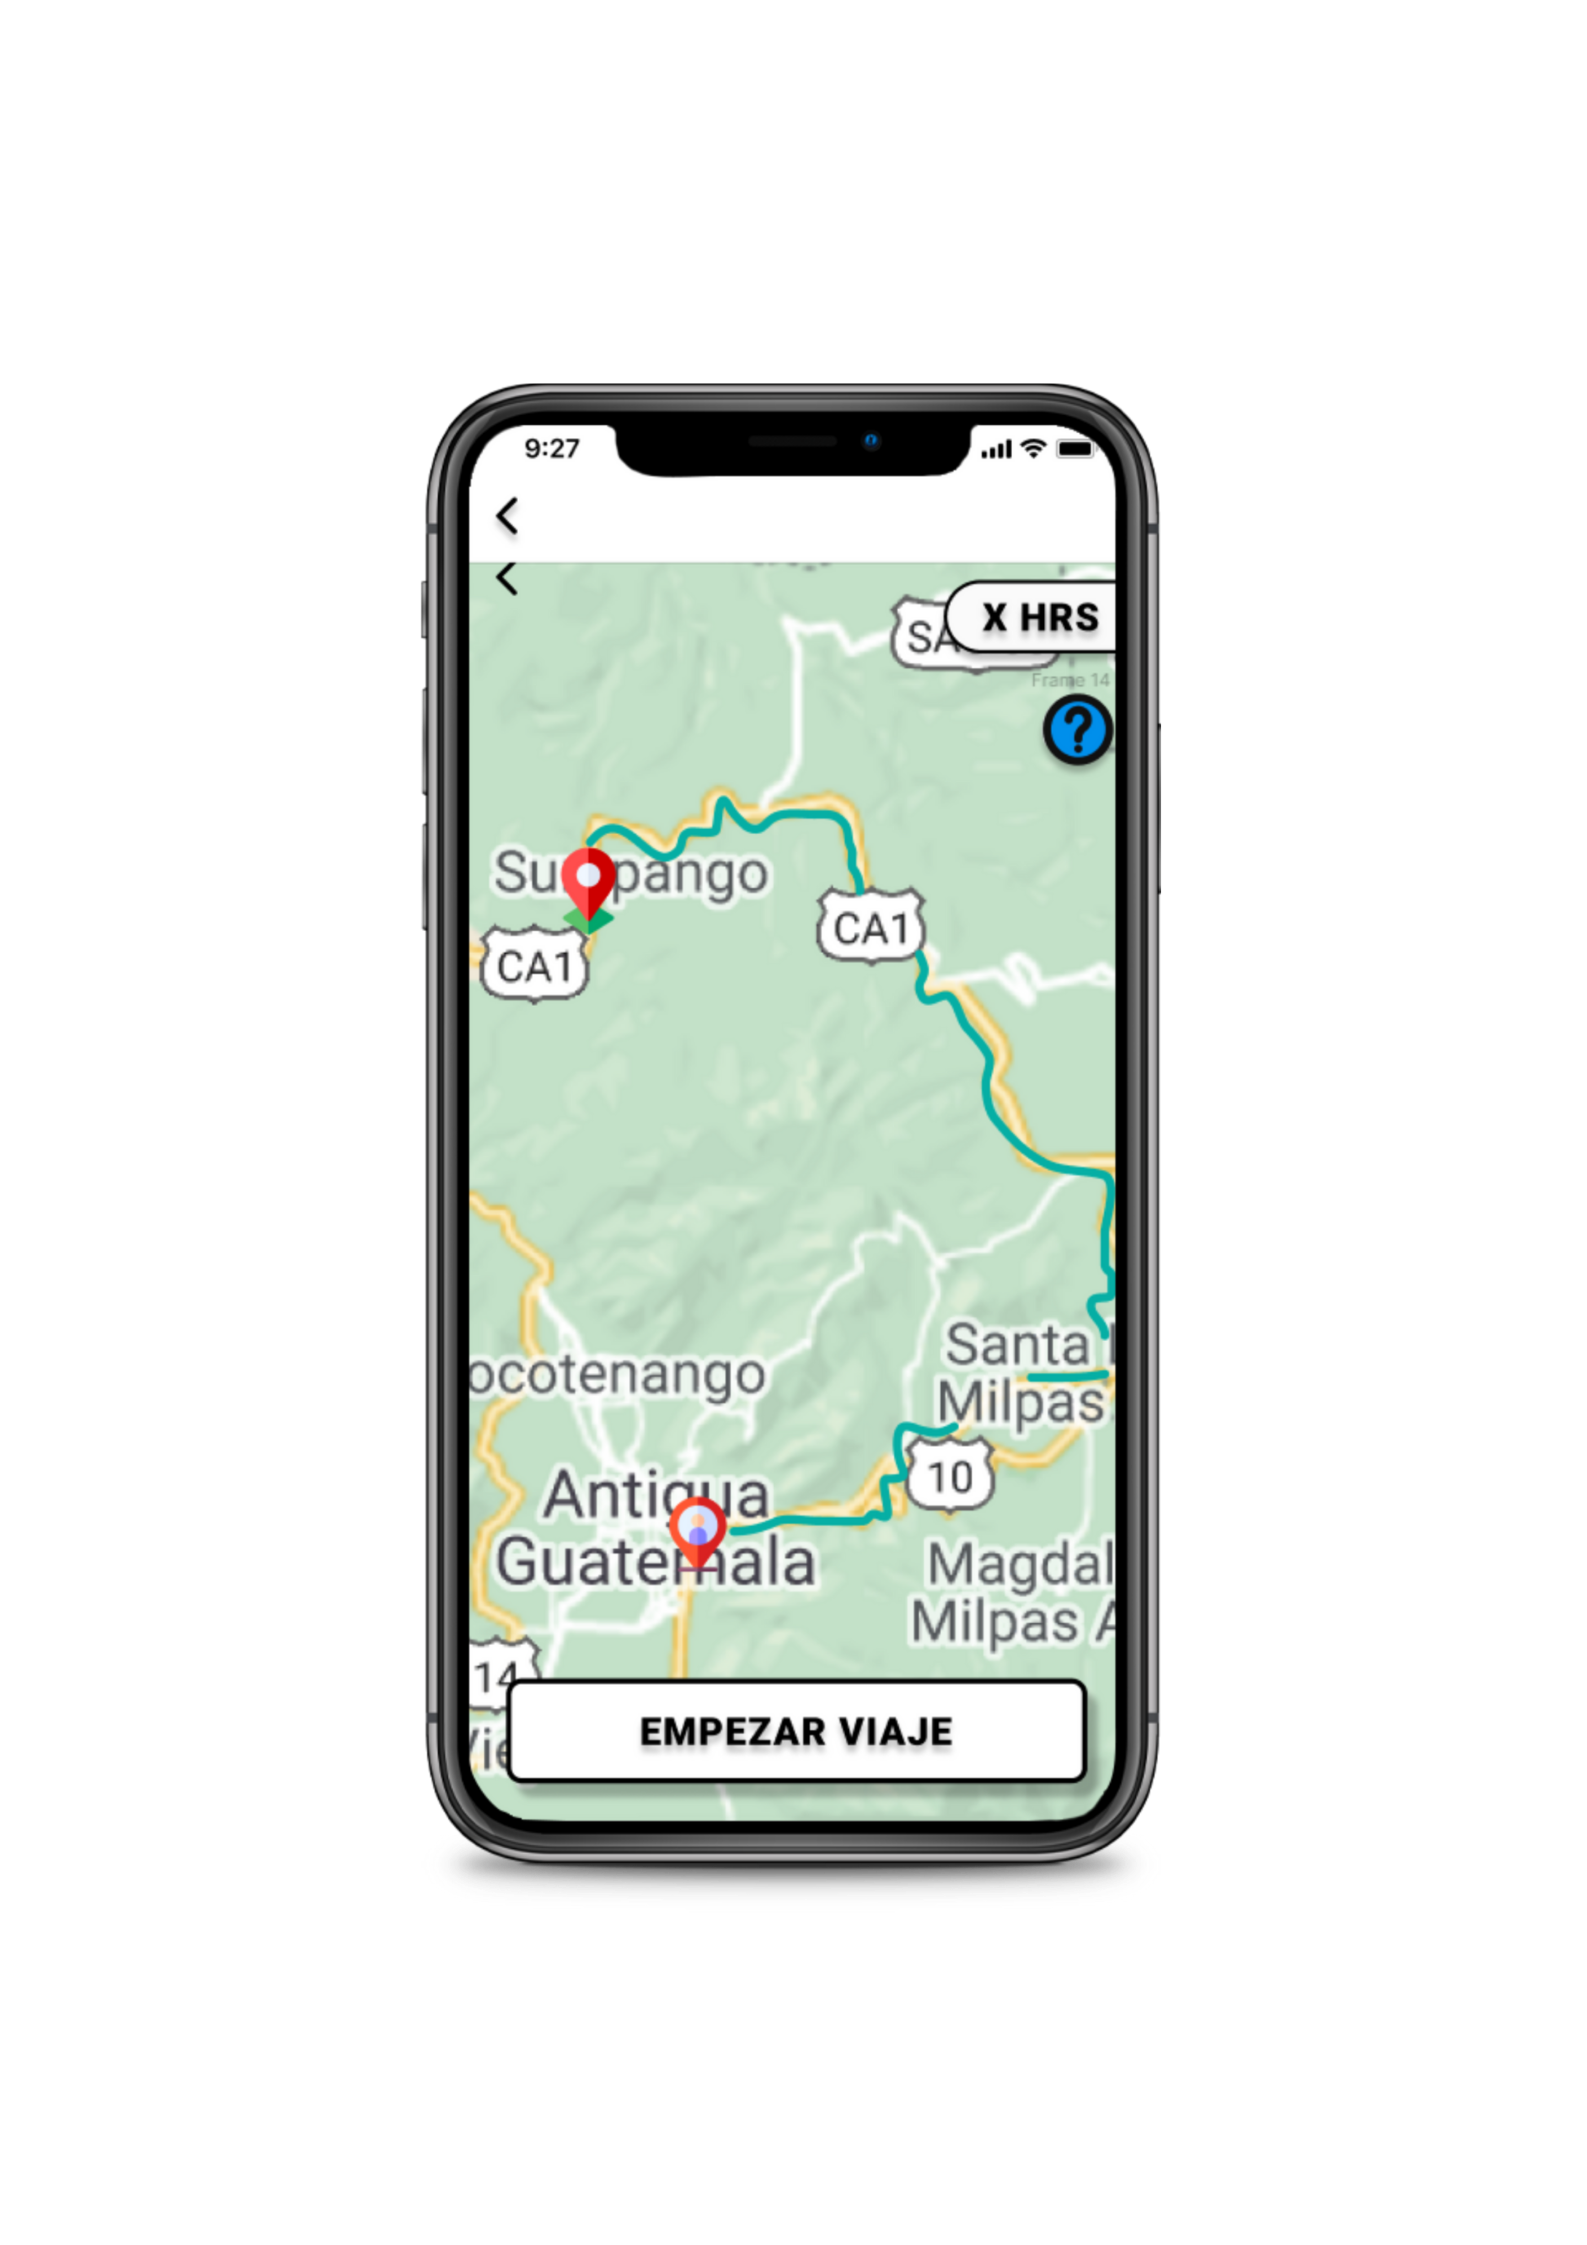 9:27
X HRS
SA
Frame 14
?
Su pango
CA1
CA1
Santa
Milpas
ocotenango
10
Antigua
Guatemala
Magdal
Milpas A
14
EMPEZAR VIAJE